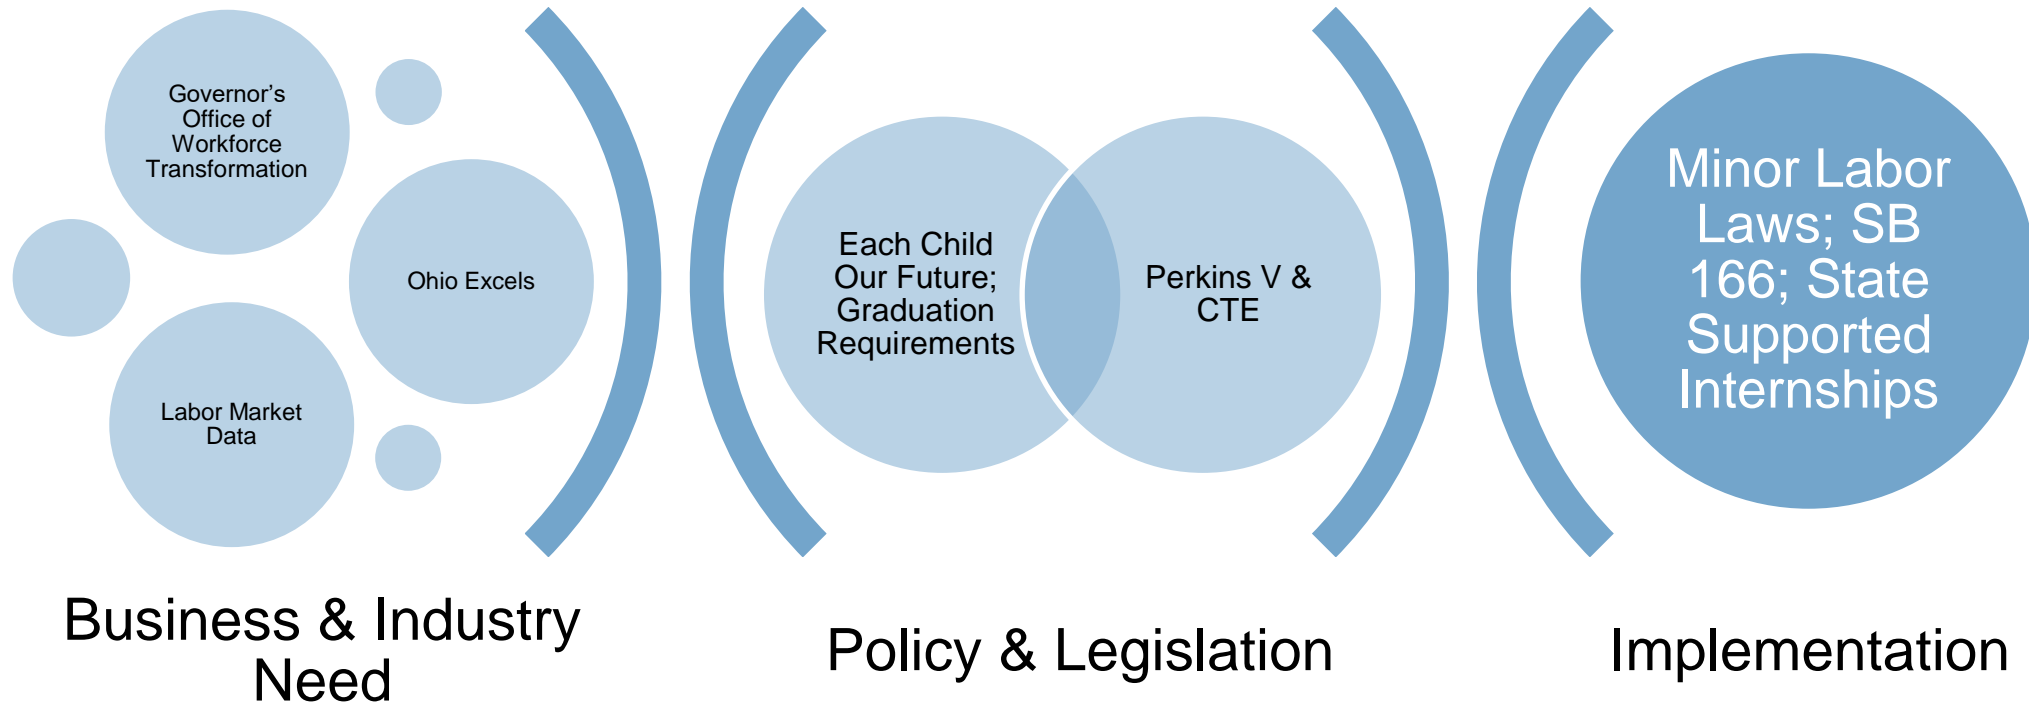 Governor’s
Office of
Workforce
Transformation
Ohio Excels
Labor Market
Data
Business & Industry
Need
Each Child
Our Future;
Graduation
Requirements
Perkins V &
CTE
Policy & Legislation
Minor Labor
Laws; SB
166; State
Supported
Internships
Implementation